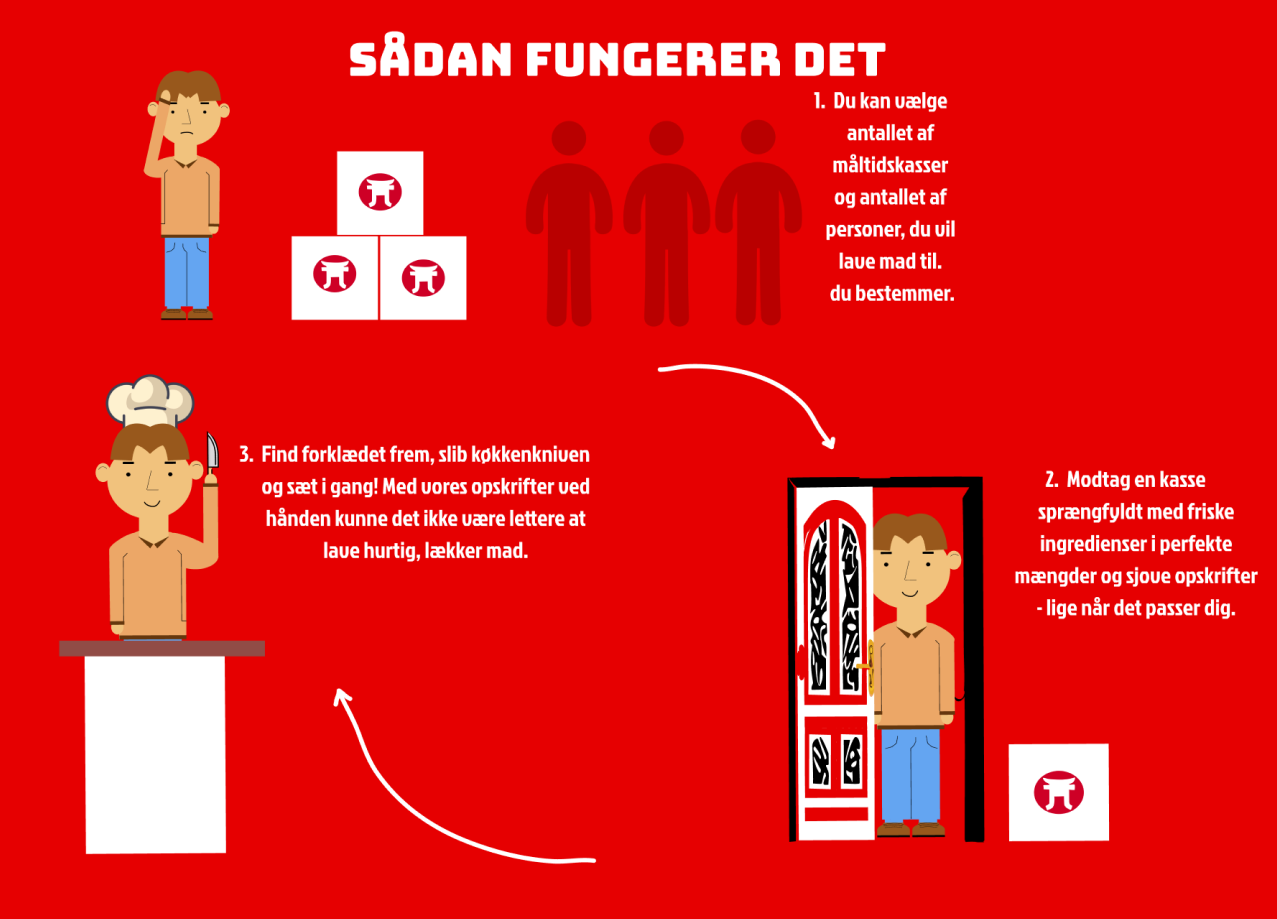 SÅDAN FUNGERER DET
1. Du kan vælge
antallet af
måltidskasser
og antallet af
personer, du vil
lave mad til.
du bestemmer.
2. Modtag en kasse
sprængfyldt med friske
ingredienser i perfekte
mængder og sjove opskrifter
- lige når det passer dig.
3. Find forklædet frem, slib køkkenkniven
og sæt i gang! Med vores opskrifter ved
hånden kunne det ikke være lettere at
lave hurtig, lækker mad.